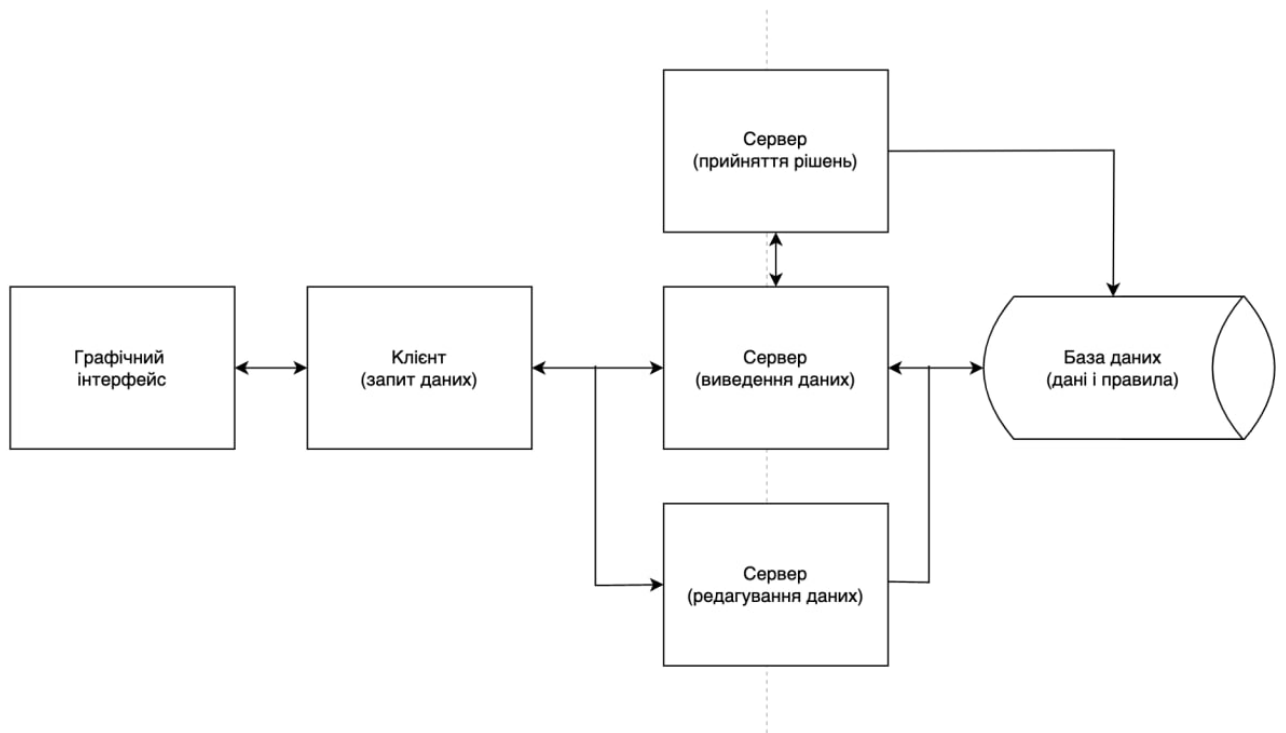 Сервер
(прийняття рішень)
Графічний
інтерфейс
Клієнт
(запит даних)
Сервер
(виведення даних)
База даних
(дані і правила)
Сервер
(редагування даних)